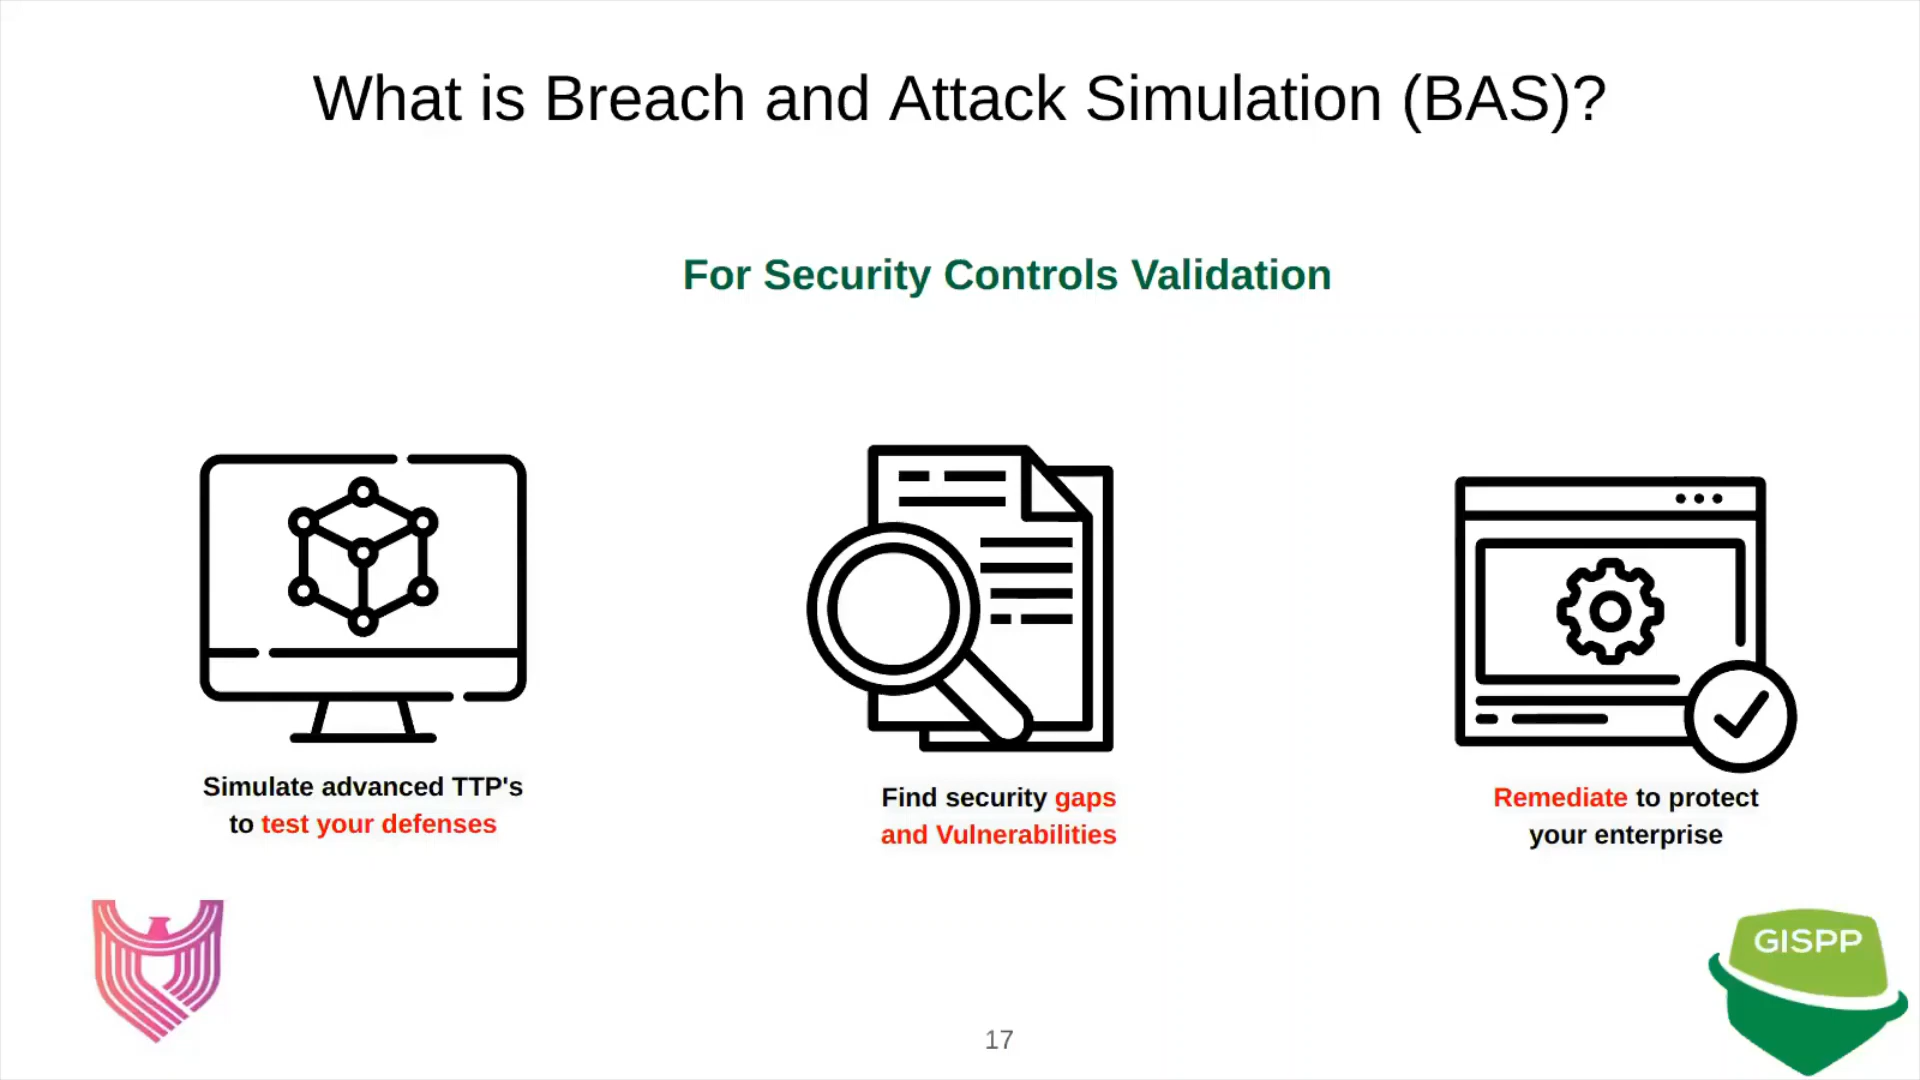 What is Breach and Attack Simulation (BAS)?
For Security Controls Validation
Simulate advanced TTP's
to test your defenses
Find security gaps
and Vulnerabilities
Remediate to protect
your enterprise
GISPP
17